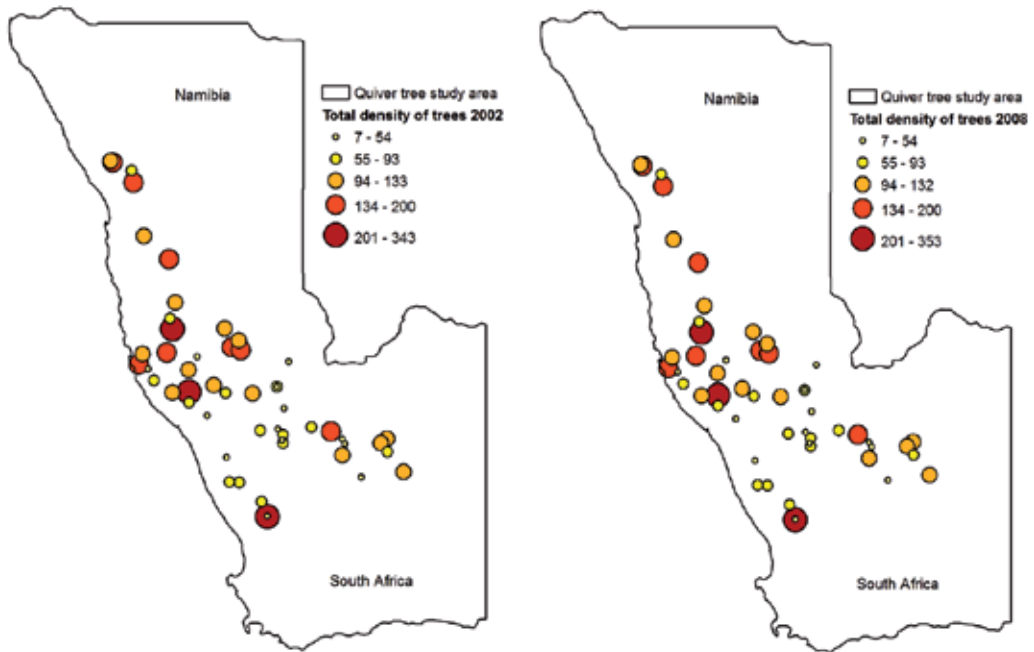 Namibia
Quiver tree study area
Total density of trees 2002
7 - 54
55 - 93
94 - 133
134 - 200
201 - 343
South Africa
Namibia
Quiver tree study area
Total density of trees 2008
7 - 54
55 - 93
94 - 132
134 - 200
201 - 353
South Africa